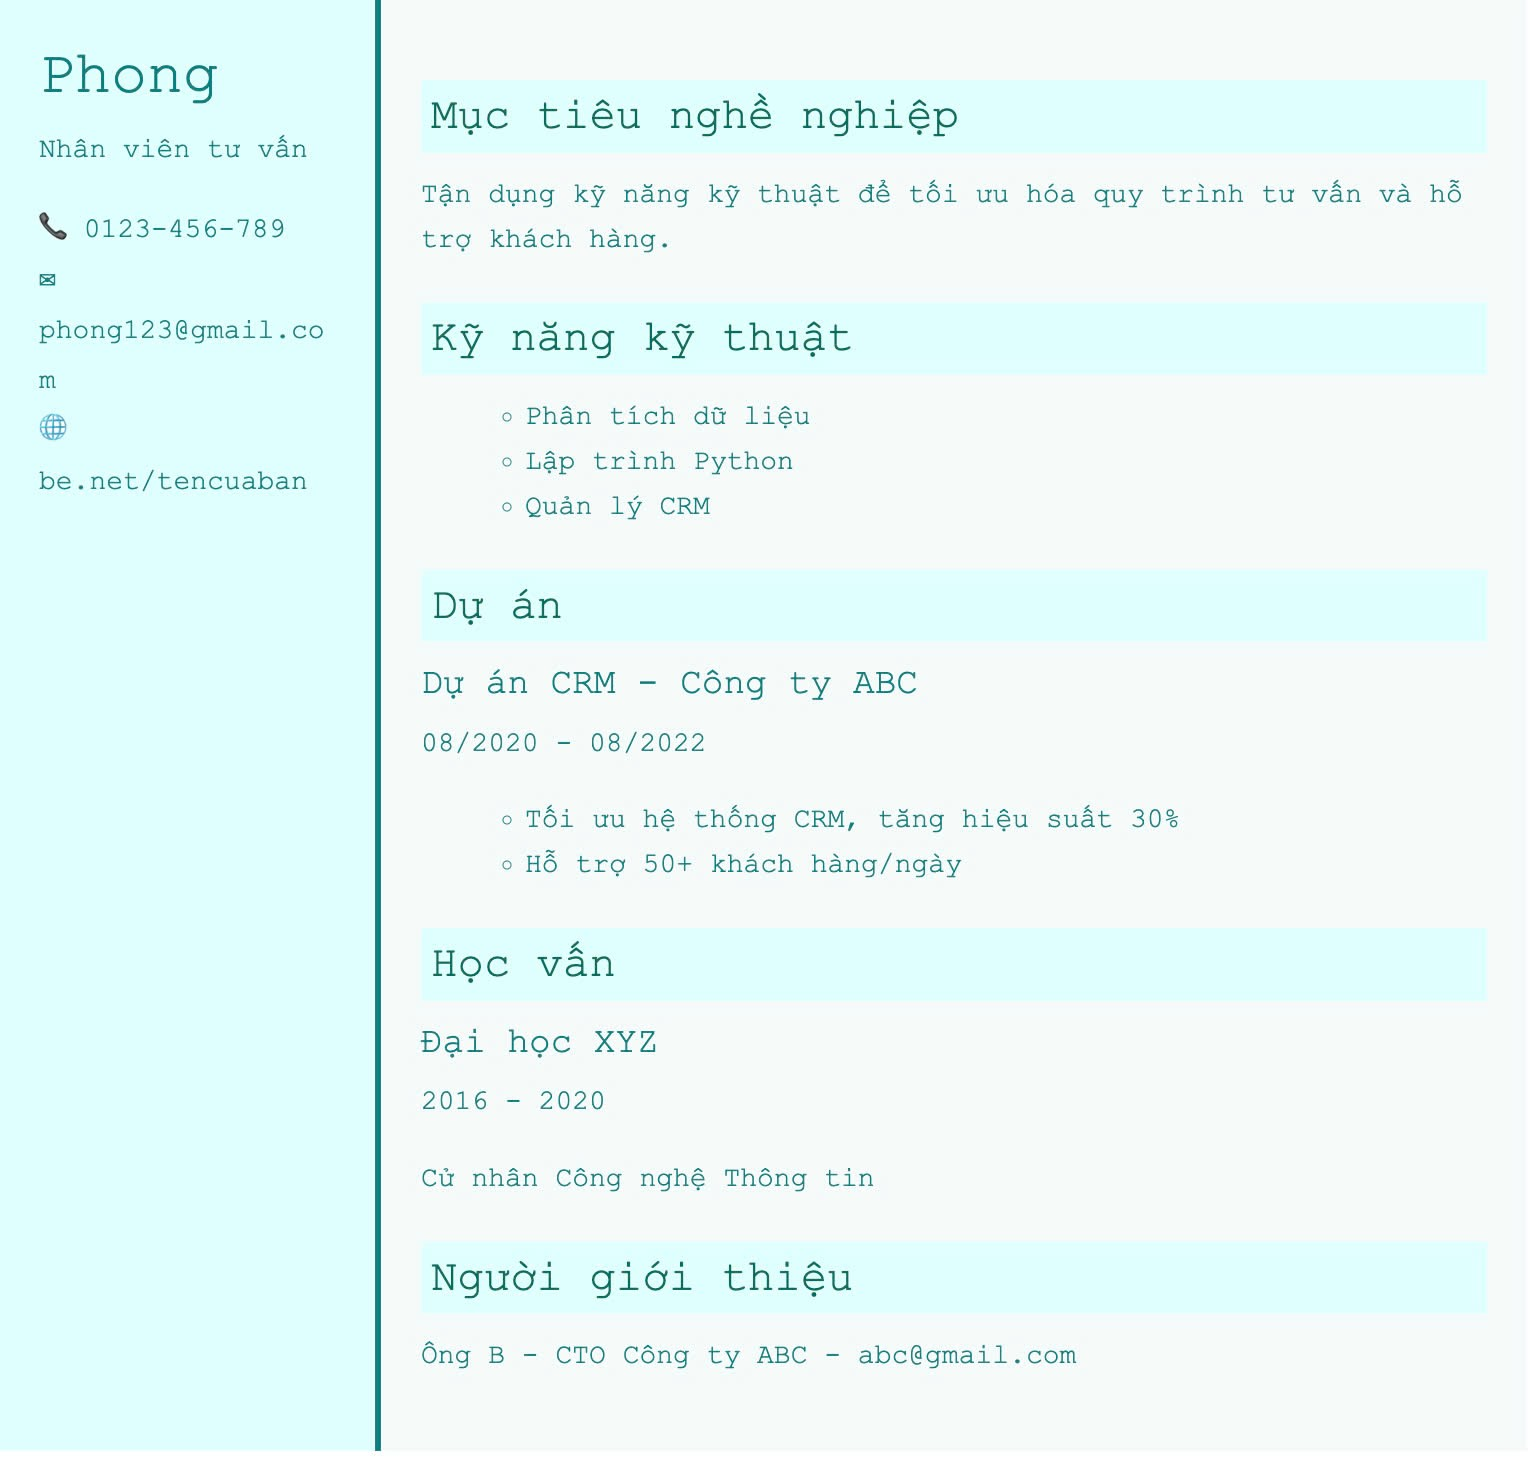 Phong
Nhân viên tư vấn
📞 0123-456-789
✉
phong123@gmail.co
m
🌐
be.net/tencuaban
Mục tiêu nghề nghiệp
Tận dụng kỹ năng kỹ thuật để tối ưu hóa quy trình tư vấn và hỗ
trợ khách hàng.
Kỹ năng kỹ thuật
◦ Phân tích dữ liệu
◦ Lập trình Python
◦ Quản lý CRM
Dự án
Dự án CRM - Công ty ABC
08/2020 - 08/2022
◦ Tối ưu hệ thống CRM, tăng hiệu suất 30%
◦ Hỗ trợ 50+ khách hàng/ngày
Học vấn
Đại học XYZ
2016 - 2020
Cử nhân Công nghệ Thông tin
Người giới thiệu
Ông B - CTO Công ty ABC - abc@gmail.com